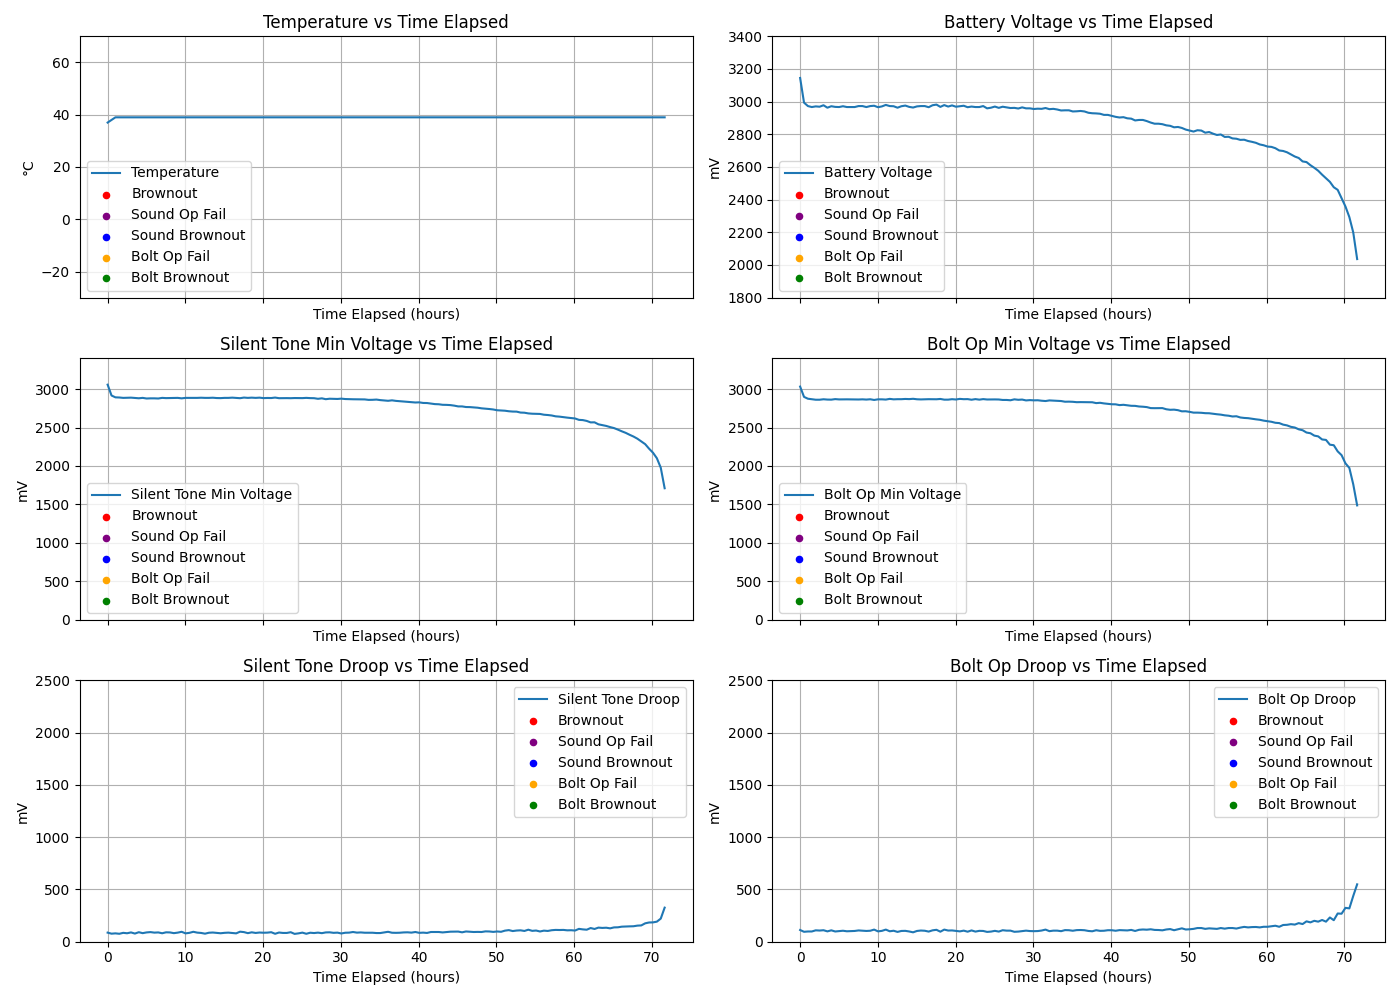 Temperature vs Time Elapsed
60
40
20
0
−20
°C
Temperature
Brownout
Sound Op Fail
Sound Brownout
Bolt Op Fail
Bolt Brownout
Time Elapsed (hours)
Battery Voltage vs Time Elapsed
3400
3200
3000
2800
2600
2400
2200
2000
1800
mV
Battery Voltage
Brownout
Sound Op Fail
Sound Brownout
Bolt Op Fail
Bolt Brownout
Time Elapsed (hours)
Silent Tone Min Voltage vs Time Elapsed
3000
2500
2000
1500
1000
500
0
mV
Silent Tone Min Voltage
Brownout
Sound Op Fail
Sound Brownout
Bolt Op Fail
Bolt Brownout
Time Elapsed (hours)
Bolt Op Min Voltage vs Time Elapsed
3000
2500
2000
1500
1000
500
0
mV
Bolt Op Min Voltage
Brownout
Sound Op Fail
Sound Brownout
Bolt Op Fail
Bolt Brownout
Time Elapsed (hours)
Silent Tone Droop vs Time Elapsed
2500
2000
1500
1000
500
0
mV
Silent Tone Droop
Brownout
Sound Op Fail
Sound Brownout
Bolt Op Fail
Bolt Brownout
0 10 20 30 40 50 60 70
Time Elapsed (hours)
Bolt Op Droop vs Time Elapsed
2500
2000
1500
1000
500
0
mV
Bolt Op Droop
Brownout
Sound Op Fail
Sound Brownout
Bolt Op Fail
Bolt Brownout
0 10 20 30 40 50 60 70
Time Elapsed (hours)